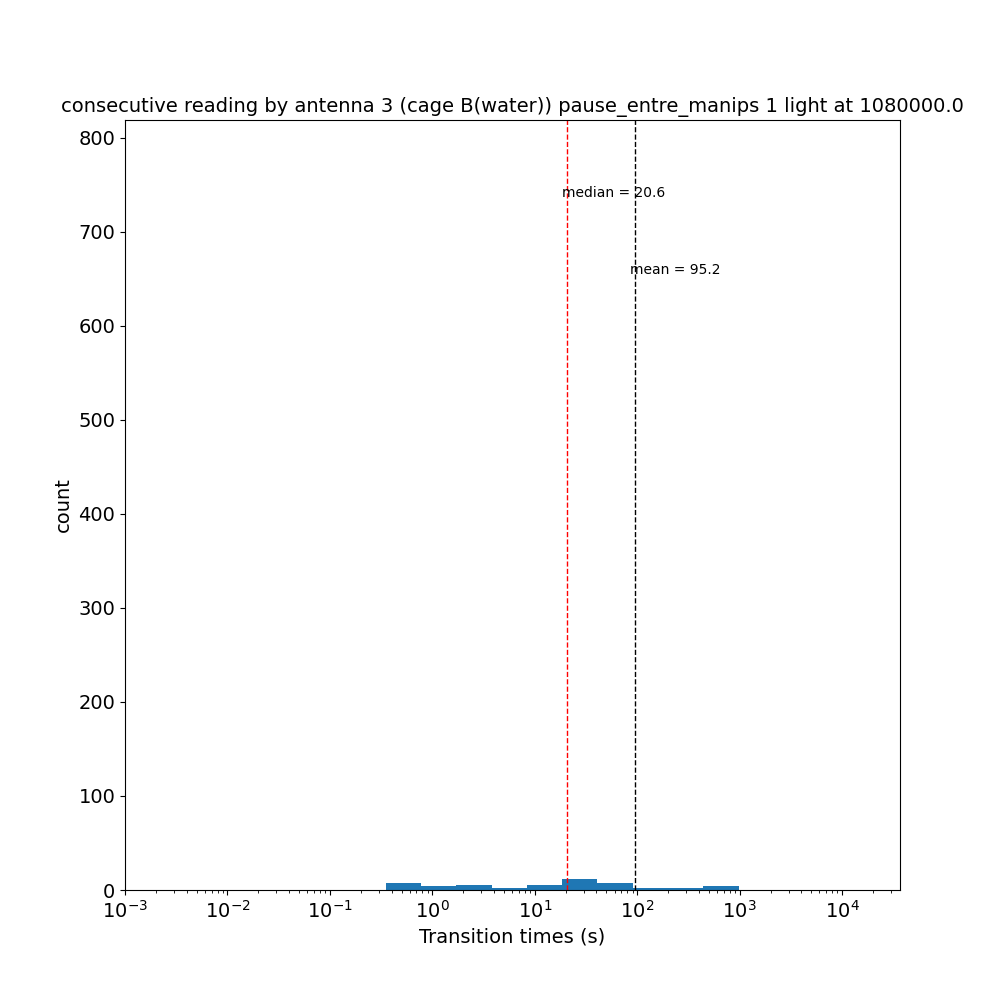 consecutive reading by antenna 3 (cage B(water)) pause_entre_manips 1 light at 1080000.0
800
median = 20.6
700
mean = 95.2
600
500
count
400
300
200
100
0
10⁻³ 10⁻² 10⁻¹ 10⁰ 10¹ 10² 10³ 10⁴
Transition times (s)